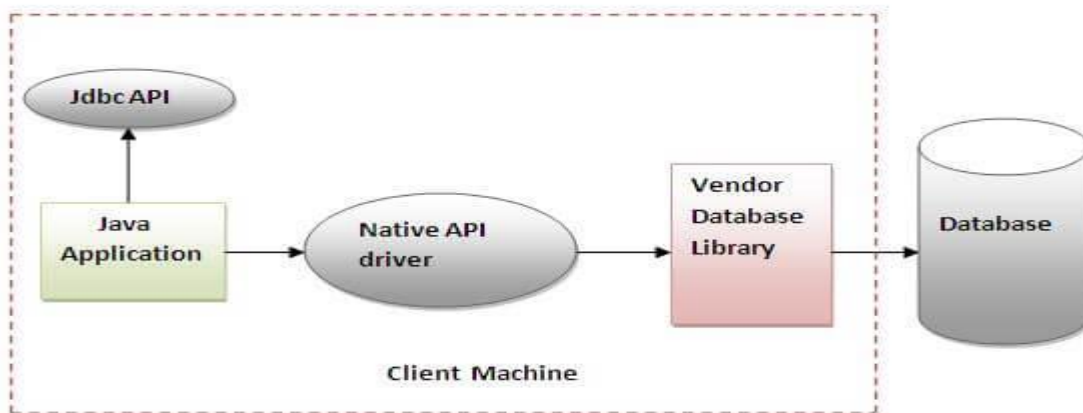 Jdbc API
Java
Application
Native API
driver
Vendor
Database
Library
Database
Client Machine